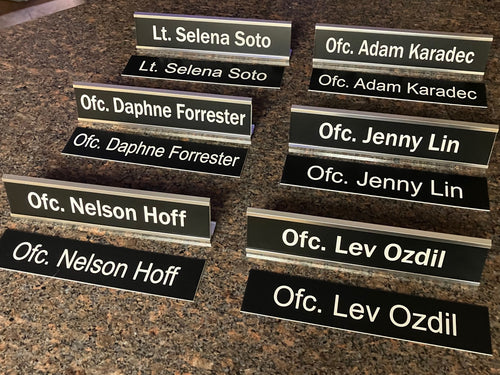 Lt. Selena Soto
Lt. Selena Soto
Ofc. Adam Karadec
Ofc. Adam Karadec
Ofc. Daphne Forrester
Ofc. Daphne Forrester
Ofc. Jenny Lin
Ofc. Jenny Lin
Ofc. Nelson Hoff
Ofc. Nelson Hoff
Ofc. Lev Ozdil
Ofc. Lev Ozdil